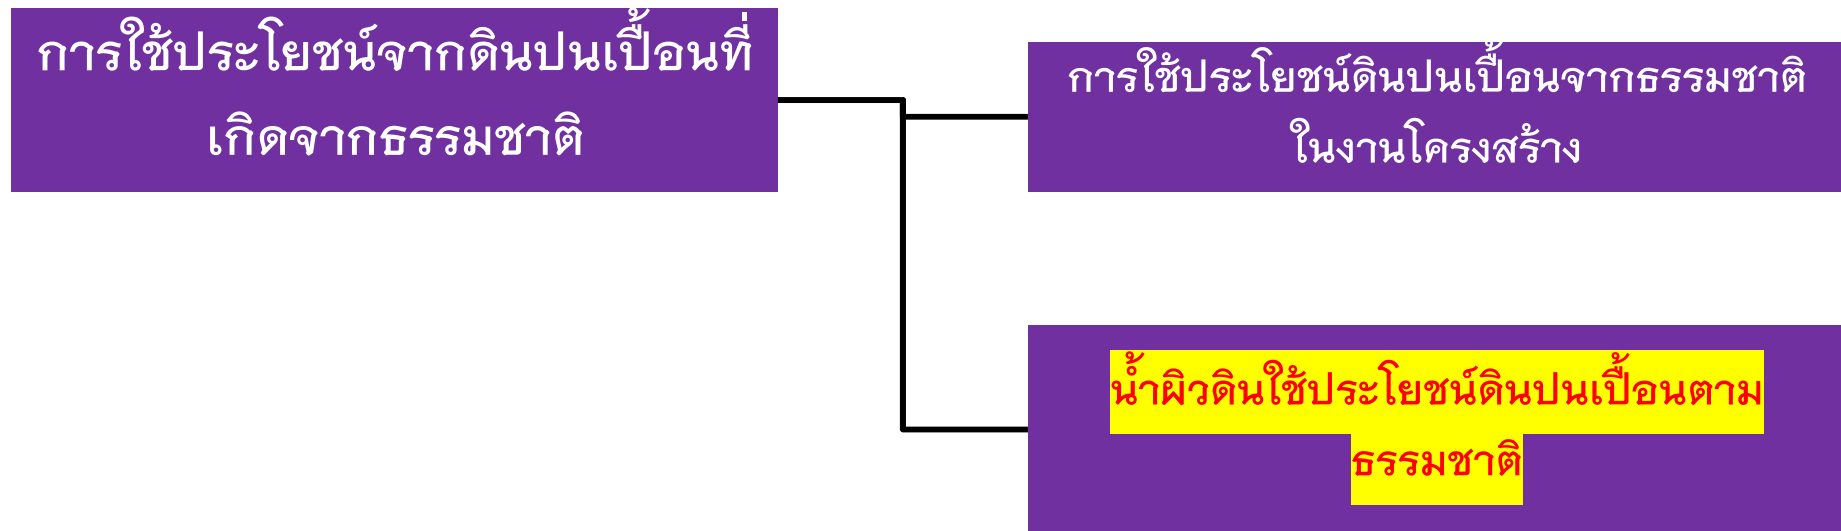 การใช้ประโยชน์จากดินปนเปื้อนที่
เกิดจากธรรมชาติ
การใช้ประโยชน์ดินปนเปื้อนจากธรรมชาติ
ในงานโครงสร้าง
น้ำผิวดินใช้ประโยชน์ดินปนเปื้อนตาม
ธรรมชาติ